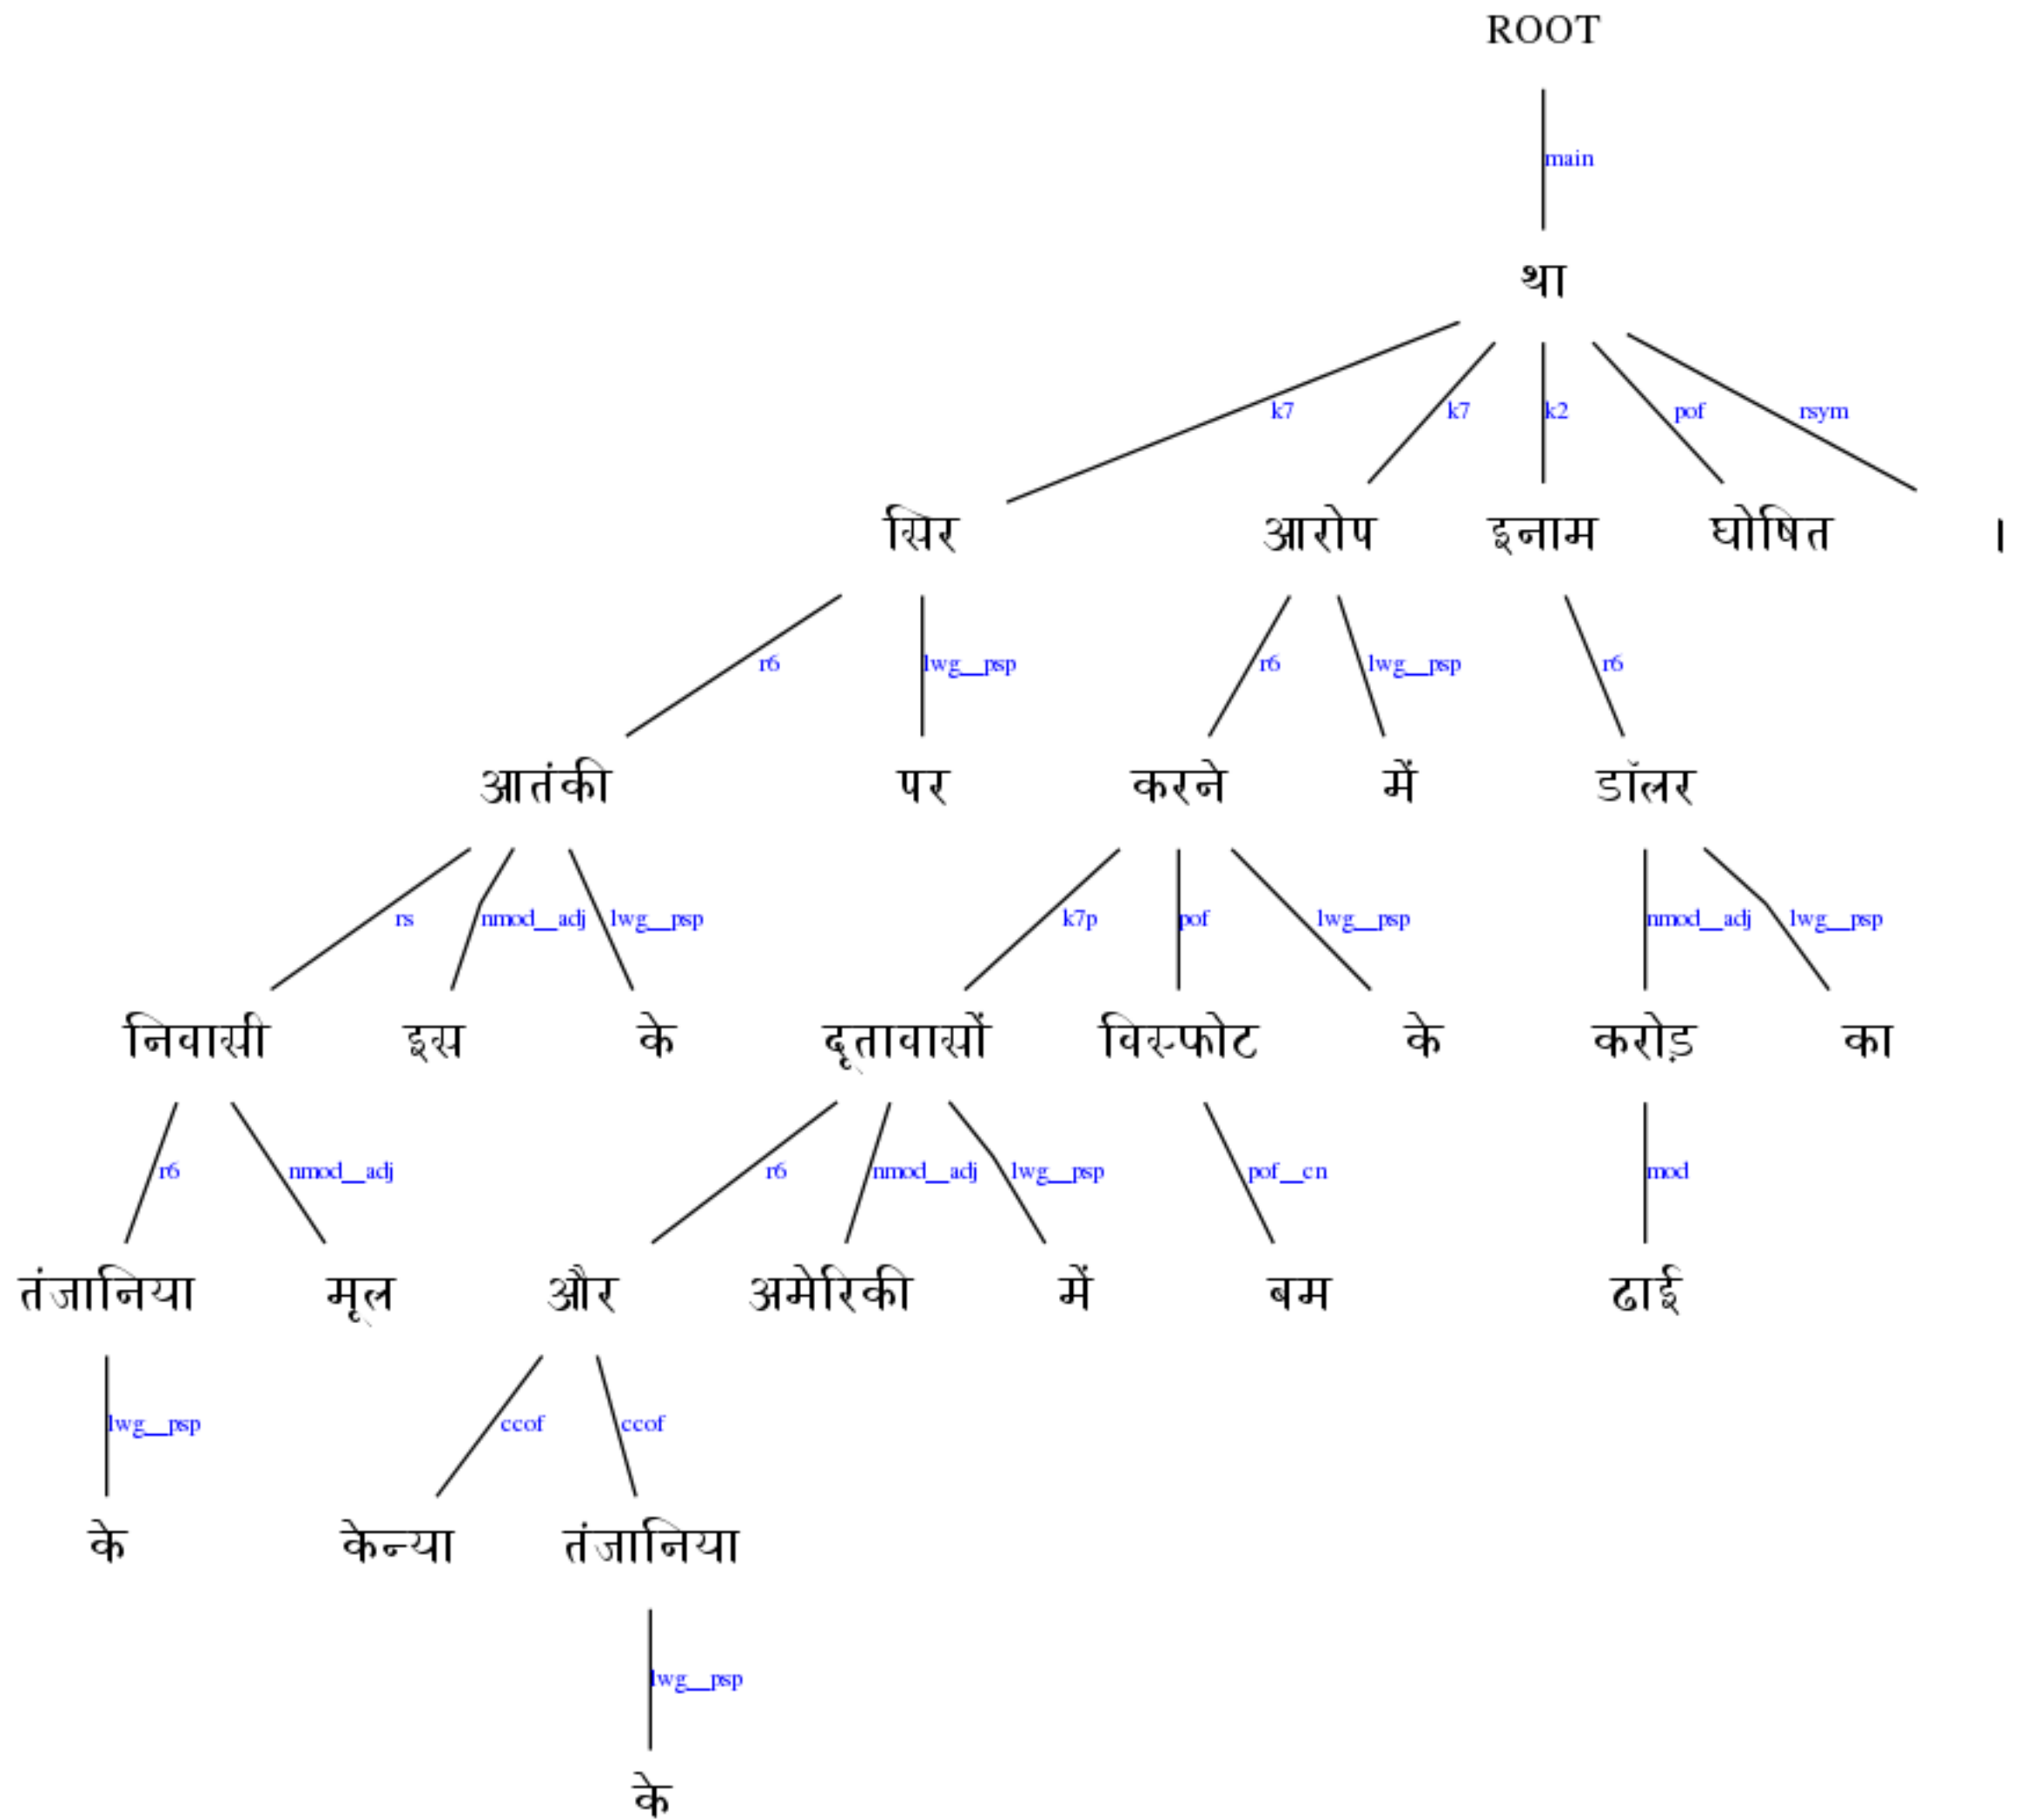 ROOT
main
था
k7 k7 k2 pof rsym
सिर आरोप इनाम घोषित ।
r6 lwg__psp r6 lwg__psp r6
आतंकी पर करने में डॉलर
rs nmod__adj lwg__psp k7p pof lwg__psp nmod__adj lwg__psp
निवासी इस के दूतावासों विस्फोट के करोड़ का
r6 nmod__adj r6 nmod__adj lwg__psp pof__cn mod
तंजानिया मूल और अमेरिकी में बम ढाई
lwg__psp ccof ccof
के केन्या तंजानिया
lwg__psp
के